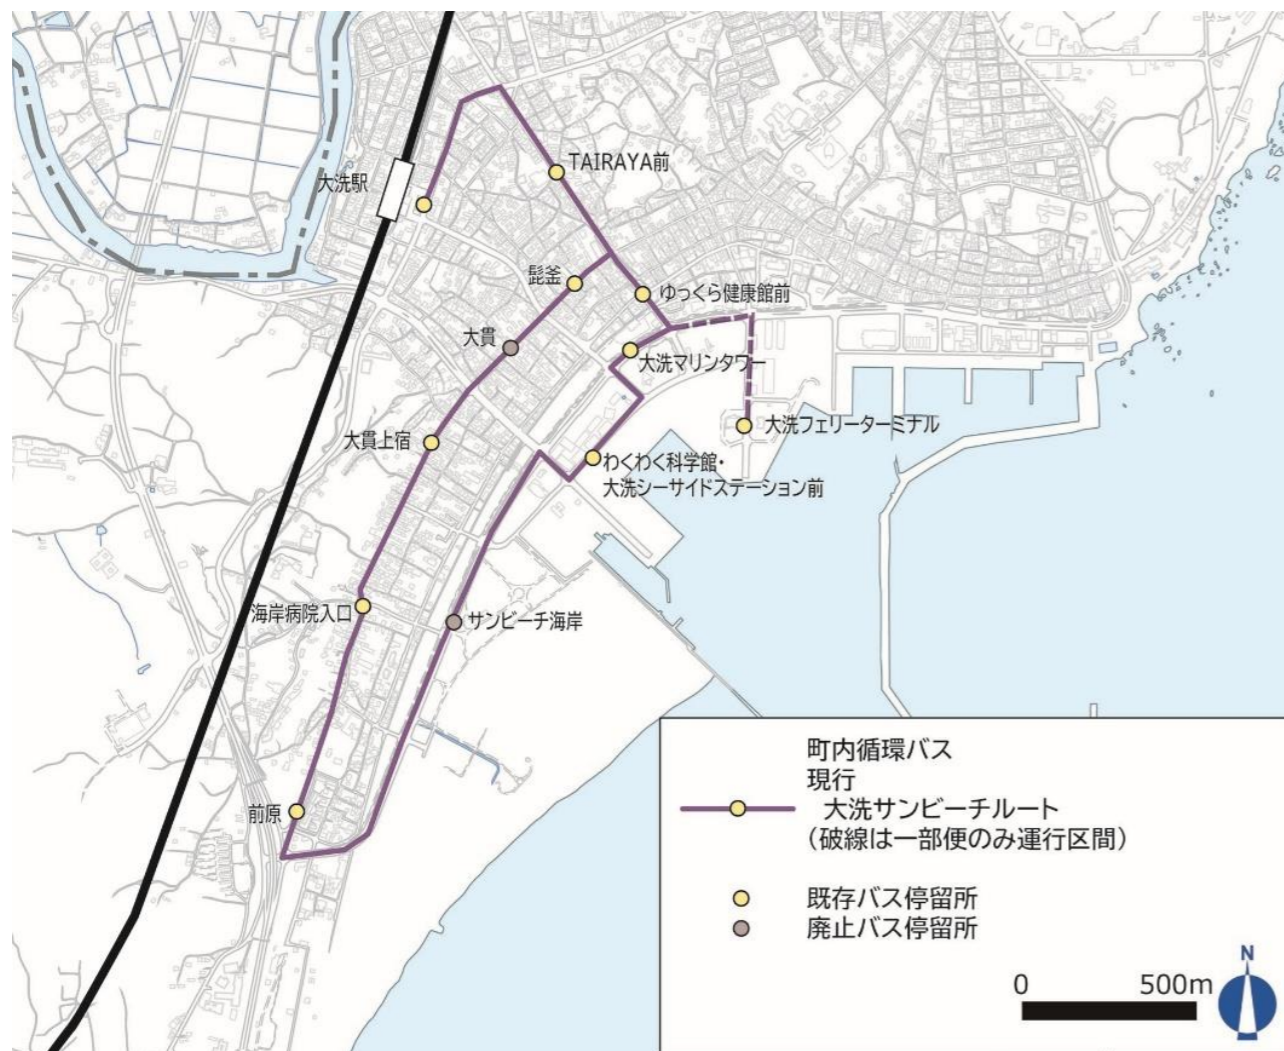 TAIRAYA前
大洗駅
髭釜
ゆっくら健康館前
大貫
大洗マリンタワー
大貫上宿
大洗フェリーターミナル
わくわく科学館・
大洗シーサイドステーション前
海岸病院入口
サンビーチ海岸
前原
町内循環バス
現行
大洗サンビーチルート
(破線は一部便のみ運行区間)
既存バス停留所
廃止バス停留所
N
0 500m